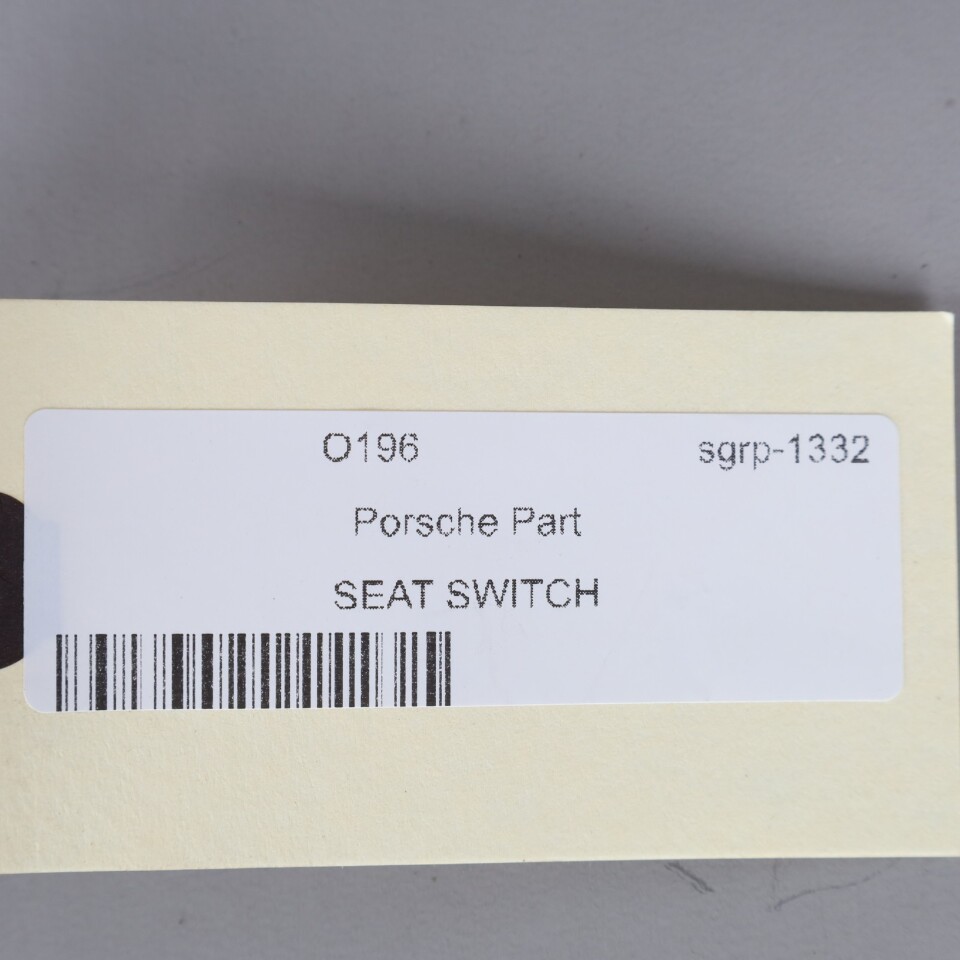 O196 sgrp-1332
Porsche Part
SEAT SWITCH